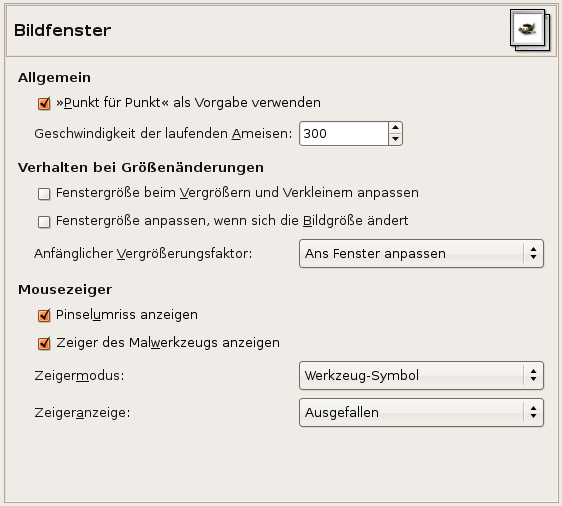 Bildfenster
Allgemein
»Punkt für Punkt« als Vorgabe verwenden
Geschwindigkeit der laufenden Ameisen: 300
Verhalten bei Größenänderungen
Fenstergröße beim Vergrößern und Verkleinern anpassen
Fenstergröße anpassen, wenn sich die Bildgröße ändert
Anfänglicher Vergrößerungsfaktor: Ans Fenster anpassen
Mousezeiger
Pinselumriss anzeigen
Zeiger des Malwerkzeugs anzeigen
Zeigermodus: Werkzeug-Symbol
Zeigeranzeige: Ausgefallen